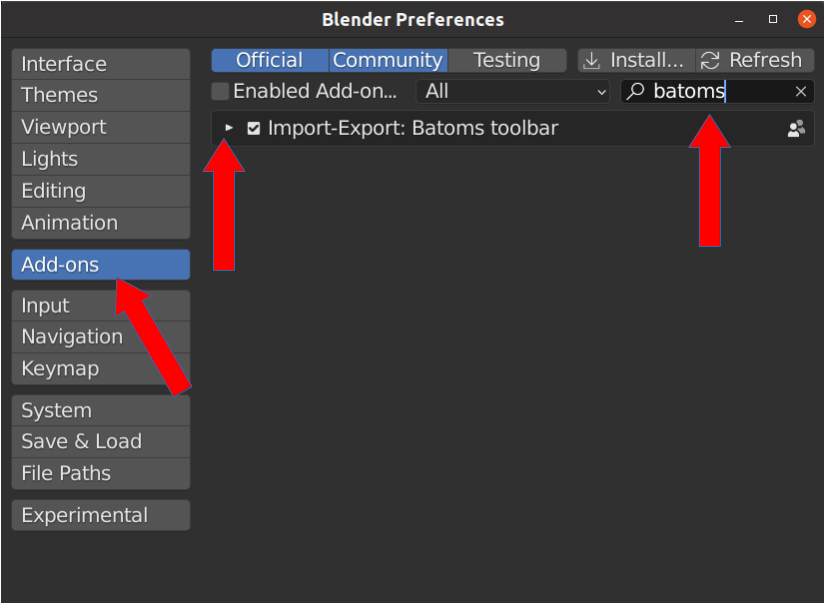 Blender Preferences
Interface
Themes
Viewport
Lights
Editing
Animation
Add-ons
Input
Navigation
Keymap
System
Save & Load
File Paths
Experimental
Official Community Testing Install... Refresh
Enabled Add-on... All batoms
Import-Export: Batoms toolbar